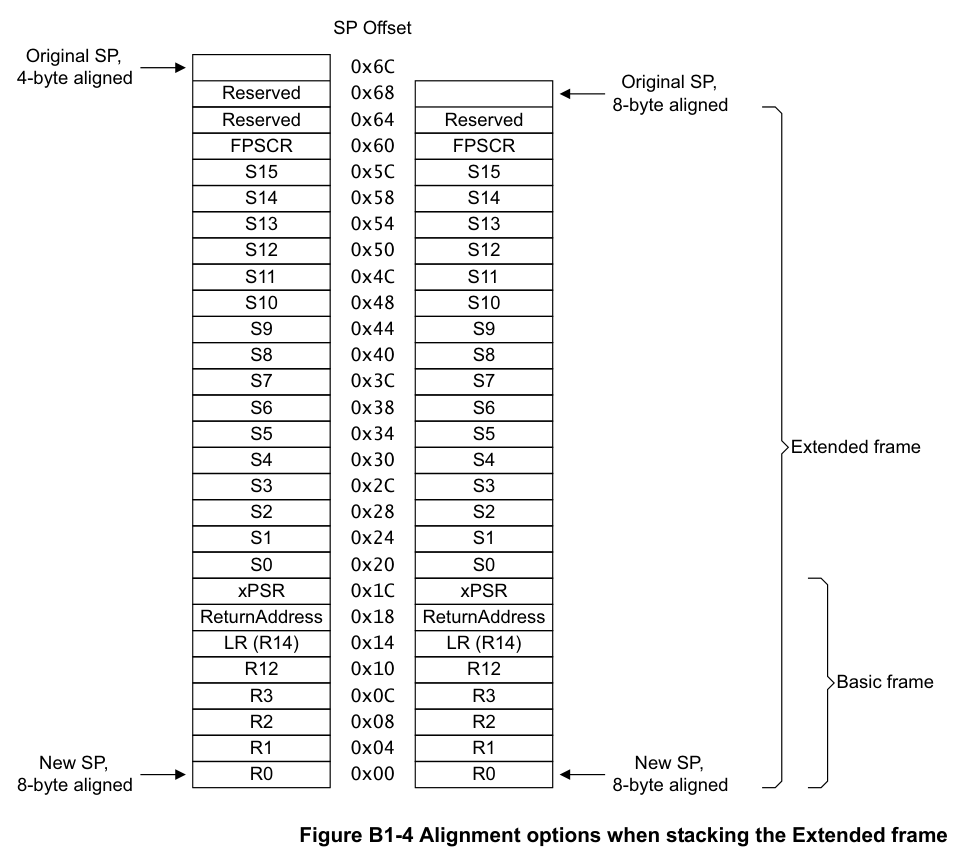 SP Offset
Original SP,
4-byte aligned
0x6C
Original SP,
8-byte aligned
Reserved 0x68
Reserved 0x64 Reserved
FPSCR 0x60 FPSCR
S15 0x5C S15
S14 0x58 S14
S13 0x54 S13
S12 0x50 S12
S11 0x4C S11
S10 0x48 S10
S9 0x44 S9
S8 0x40 S8
S7 0x3C S7
S6 0x38 S6
S5 0x34 S5
Extended frame
S4 0x30 S4
S3 0x2C S3
S2 0x28 S2
S1 0x24 S1
S0 0x20 S0
xPSR 0x1C xPSR
ReturnAddress 0x18 ReturnAddress
LR (R14) 0x14 LR (R14)
R12 0x10 R12
Basic frame
R3 0x0C R3
R2 0x08 R2
R1 0x04 R1
New SP,
8-byte aligned
R0 0x00 R0
New SP,
8-byte aligned
Figure B1-4 Alignment options when stacking the Extended frame